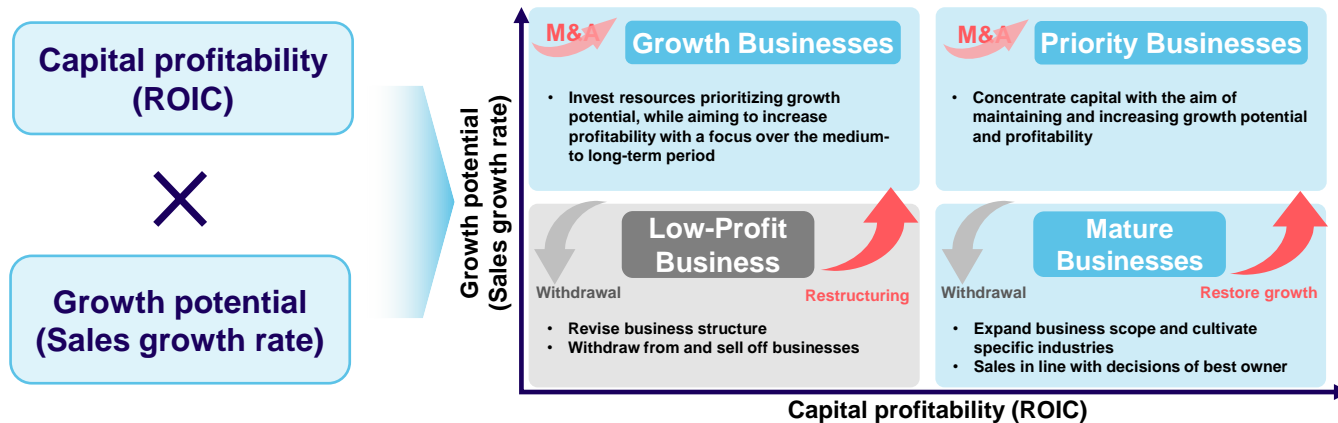 Capital profitability
(ROIC)
Growth potential
(Sales growth rate)
Growth potential
(Sales growth rate)
M&A
Growth Businesses
• Invest resources prioritizing growth
potential, while aiming to increase
profitability with a focus over the medium-
to long-term period
M&A
Priority Businesses
• Concentrate capital with the aim of
maintaining and increasing growth potential
and profitability
Low-Profit
Business
Withdrawal
Restructuring
• Revise business structure
• Withdraw from and sell off businesses
Mature
Businesses
Withdrawal
Restore growth
• Expand business scope and cultivate
specific industries
• Sales in line with decisions of best owner
Capital profitability (ROIC)